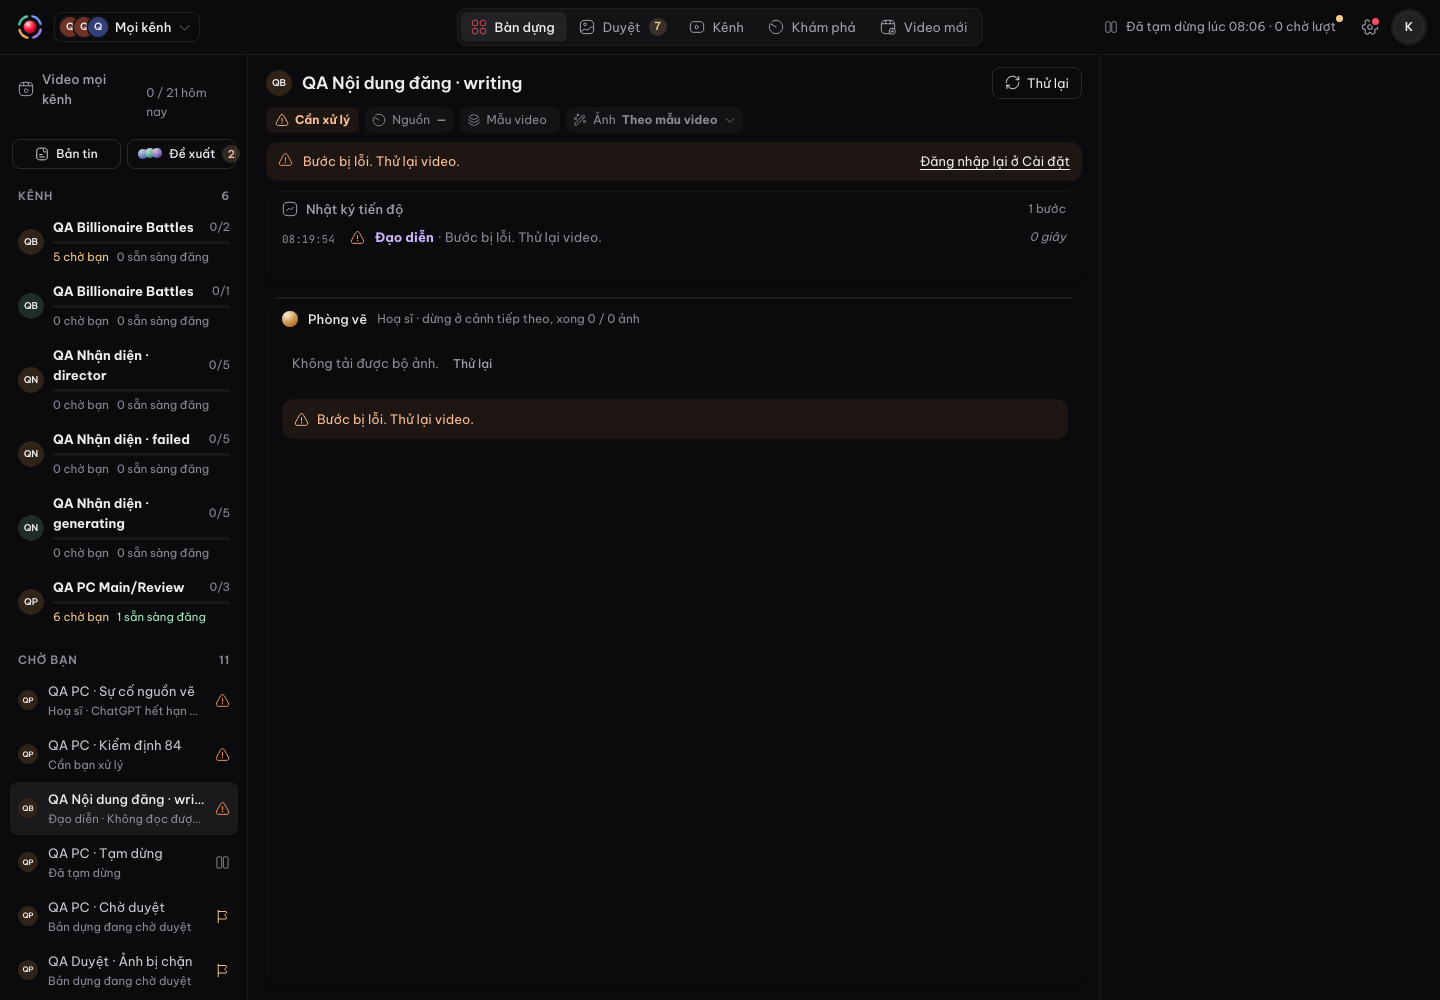 Q Q Q Mọi kênh
Bàn dựng
Duyệt 7
Kênh
Khám phá
Video mới
Đã tạm dừng lúc 08:06 · 0 chờ lượt
K
Video mọi kênh
0 / 21 hôm nay
Bản tin
Đề xuất 2
KÊNH 6
QB QA Billionaire Battles 0/2
5 chờ bạn 0 sẵn sàng đăng
QB QA Billionaire Battles 0/1
0 chờ bạn 0 sẵn sàng đăng
QN QA Nhận diện · director 0/5
0 chờ bạn 0 sẵn sàng đăng
QN QA Nhận diện · failed 0/5
0 chờ bạn 0 sẵn sàng đăng
QN QA Nhận diện · generating 0/5
0 chờ bạn 0 sẵn sàng đăng
QP QA PC Main/Review 0/3
6 chờ bạn 1 sẵn sàng đăng
CHỜ BẠN 11
QP QA PC · Sự cố nguồn vẽ
Hoạ sĩ · ChatGPT hết hạn ...
QP QA PC · Kiểm định 84
Cần bạn xử lý
QB QA Nội dung đăng · wri...
Đạo diễn · Không đọc đượ...
QP QA PC · Tạm dừng
Đã tạm dừng
QP QA PC · Chờ duyệt
Bản dựng đang chờ duyệt
QP QA Duyệt · Ảnh bị chặn
Bản dựng đang chờ duyệt
QB QA Nội dung đăng · writing
Thử lại
Cần xử lý
Nguồn —
Mẫu video
Ảnh Theo mẫu video
Bước bị lỗi. Thử lại video.
Đăng nhập lại ở Cài đặt
Nhật ký tiến độ
1 bước
08:19:54 Đạo diễn · Bước bị lỗi. Thử lại video. 0 giây
Phòng vẽ Hoạ sĩ · dừng ở cảnh tiếp theo, xong 0 / 0 ảnh
Không tải được bộ ảnh. Thử lại
Bước bị lỗi. Thử lại video.